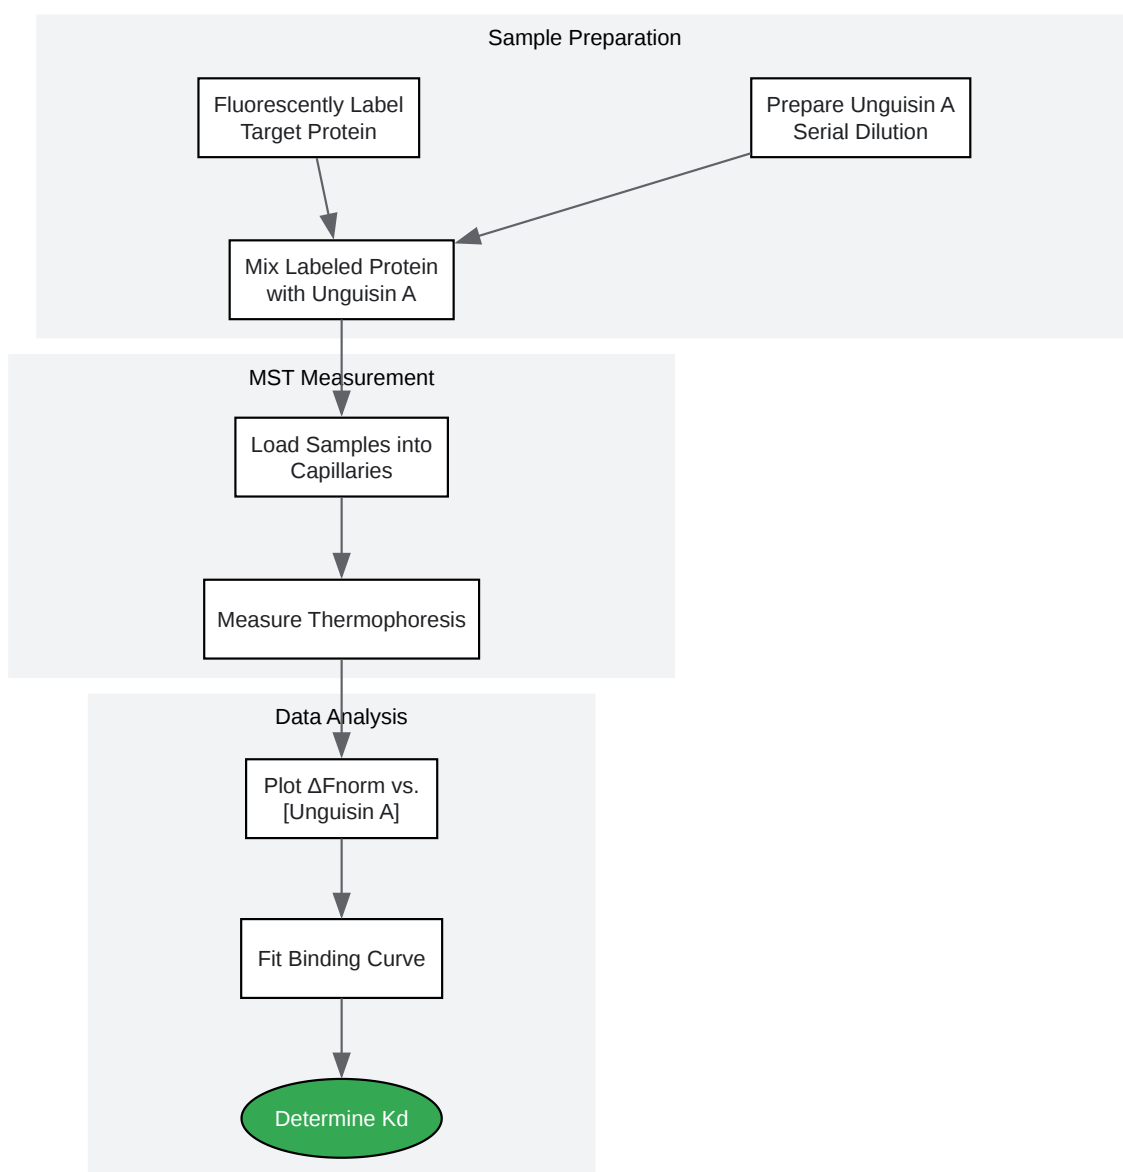 Sample Preparation
Fluorescently Label
Target Protein
Prepare Unguisin A
Serial Dilution
Mix Labeled Protein
with Unguisin A
MST Measurement
Load Samples into
Capillaries
Measure Thermophoresis
Data Analysis
Plot ΔFnorm vs.
[Unguisin A]
Fit Binding Curve
Determine Kd